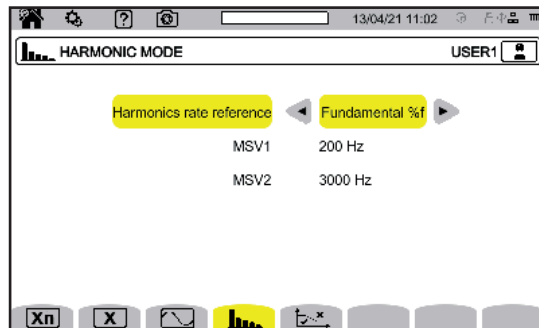 13/04/21 11:02
HARMONIC MODE USER1
Harmonics rate reference Fundamental %f
MSV1 200 Hz
MSV2 3000 Hz
Xn X